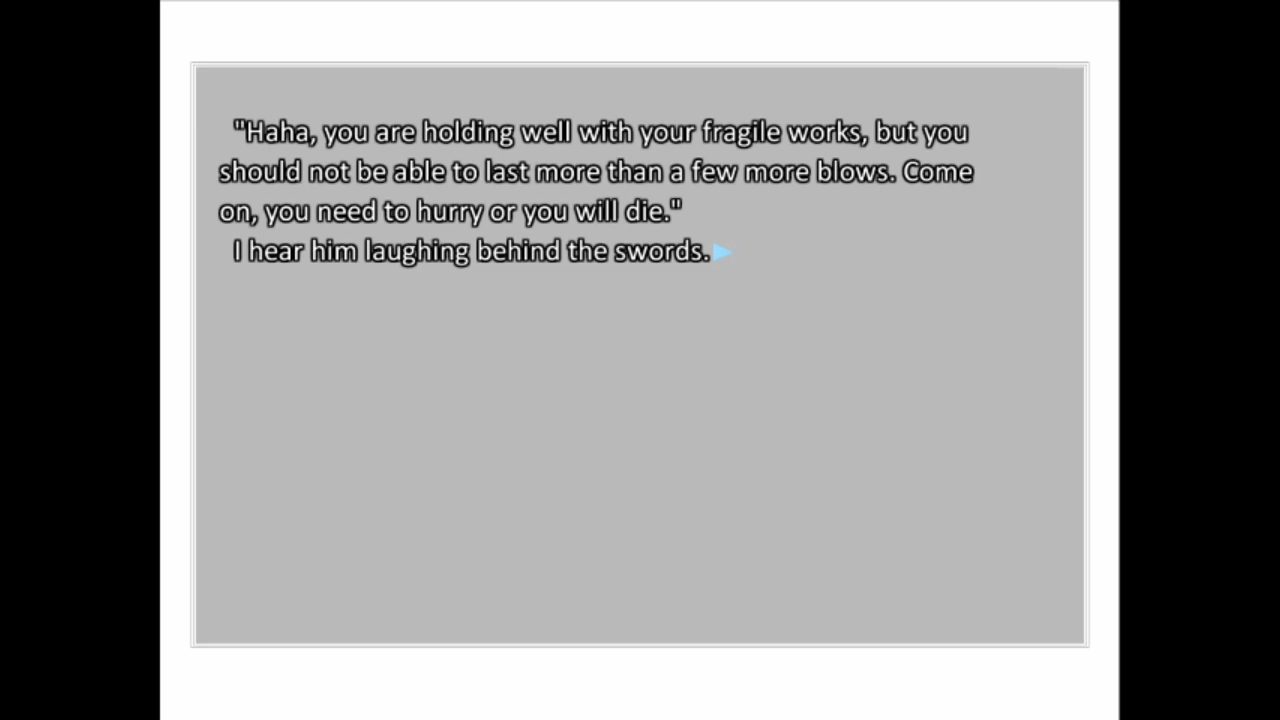 "Haha, you are holding well with your fragile works, but you
should not be able to last more than a few more blows. Come
on, you need to hurry or you will die."
I hear him laughing behind the swords.